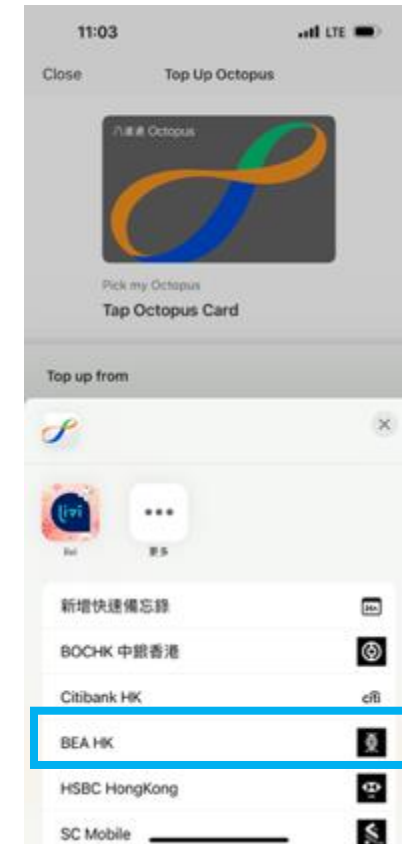 11:03 LTE
Close Top Up Octopus
八達通 Octopus
Pick my Octopus
Tap Octopus Card
Top up from
livi
livi
更多
新增快速備忘錄
BOCHK 中銀香港
Citibank HK citi
BEA HK
HSBC HongKong
SC Mobile